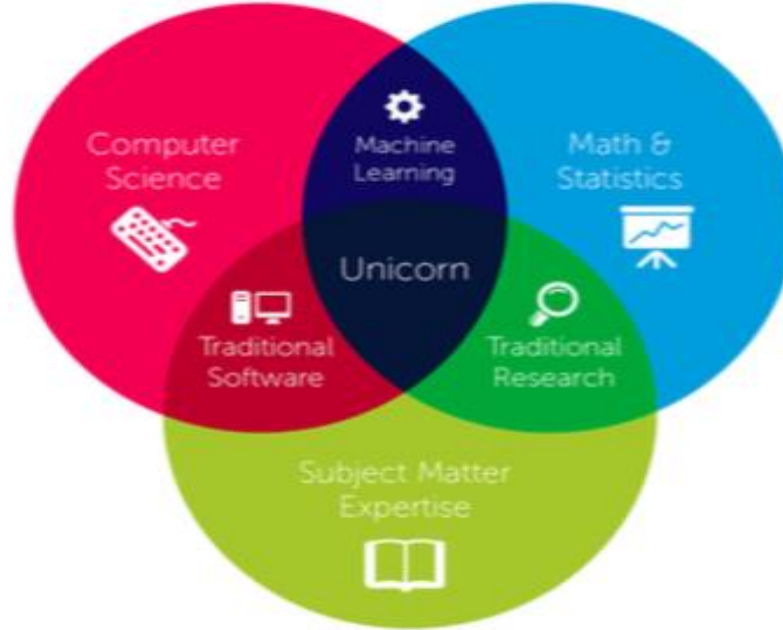 Computer
Science
Machine
Learning
Math &
Statistics
Unicorn
Traditional
Software
Traditional
Research
Subject Matter
Expertise